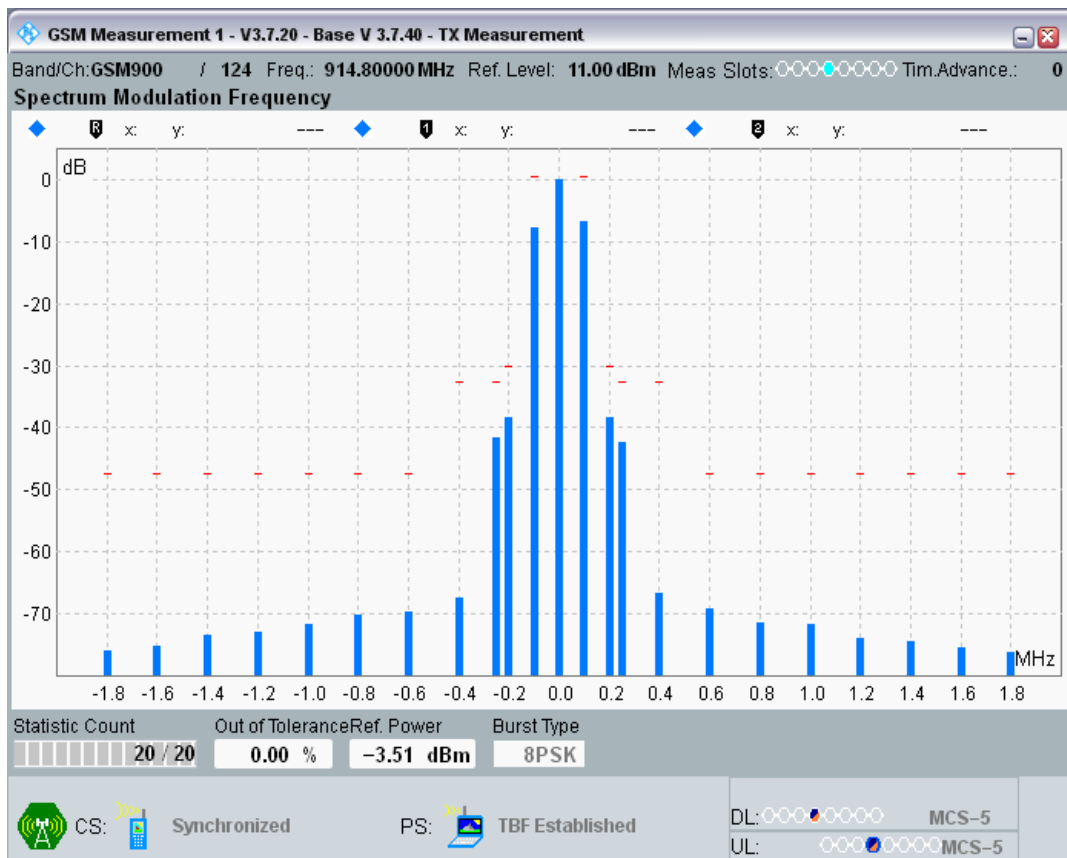 GSM Measurement 1 - V3.7.20 - Base V 3.7.40 - TX Measurement
Band/Ch:GSM900 / 124 Freq.: 914.80000 MHz Ref. Level: 11.00 dBm Meas Slots: Tim.Advance.: 0
Spectrum Modulation Frequency
R x: y: --- 1 x: y: --- 2 x: y: ---
dB
0
-10
-20
-30
-40
-50
-60
-70
MHz
-1.8 -1.6 -1.4 -1.2 -1.0 -0.8 -0.6 -0.4 -0.2 0.0 0.2 0.4 0.6 0.8 1.0 1.2 1.4 1.6 1.8
Statistic Count Out of Tolerance Ref. Power Burst Type
20 / 20 0.00 % −3.51 dBm 8PSK
CS: Synchronized PS: TBF Established
DL: MCS−5
UL: MCS−5